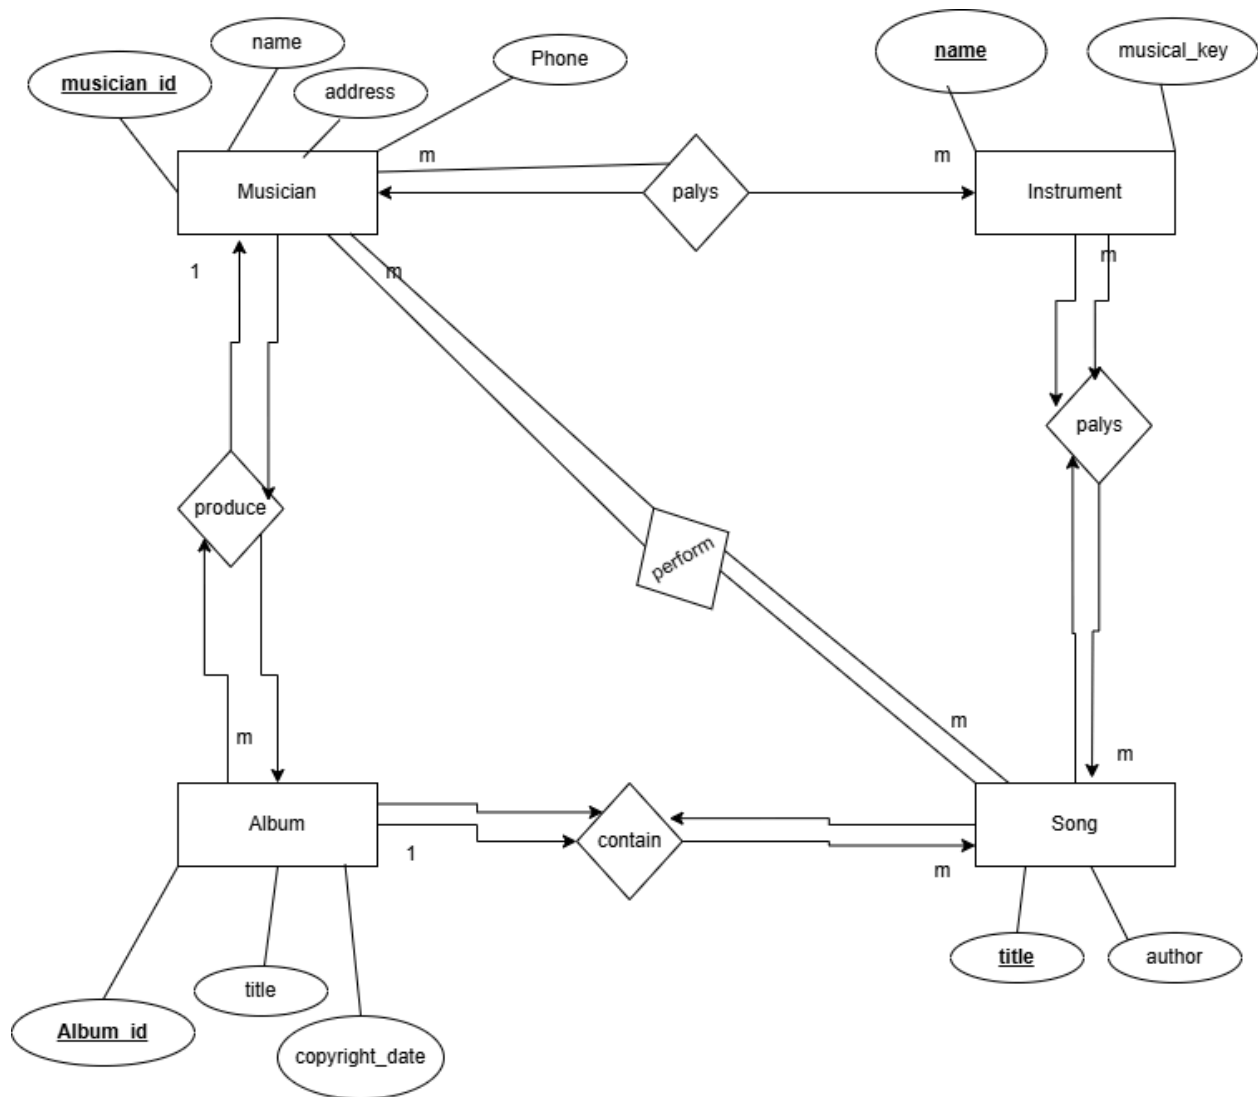 name
Phone
name
musical_key
musician_id
address
m
m
Musician
palys
Instrument
1
m
m
palys
produce
perform
m
m
m
Album
1
contain
Song
m
title
author
title
Album_id
copyright_date